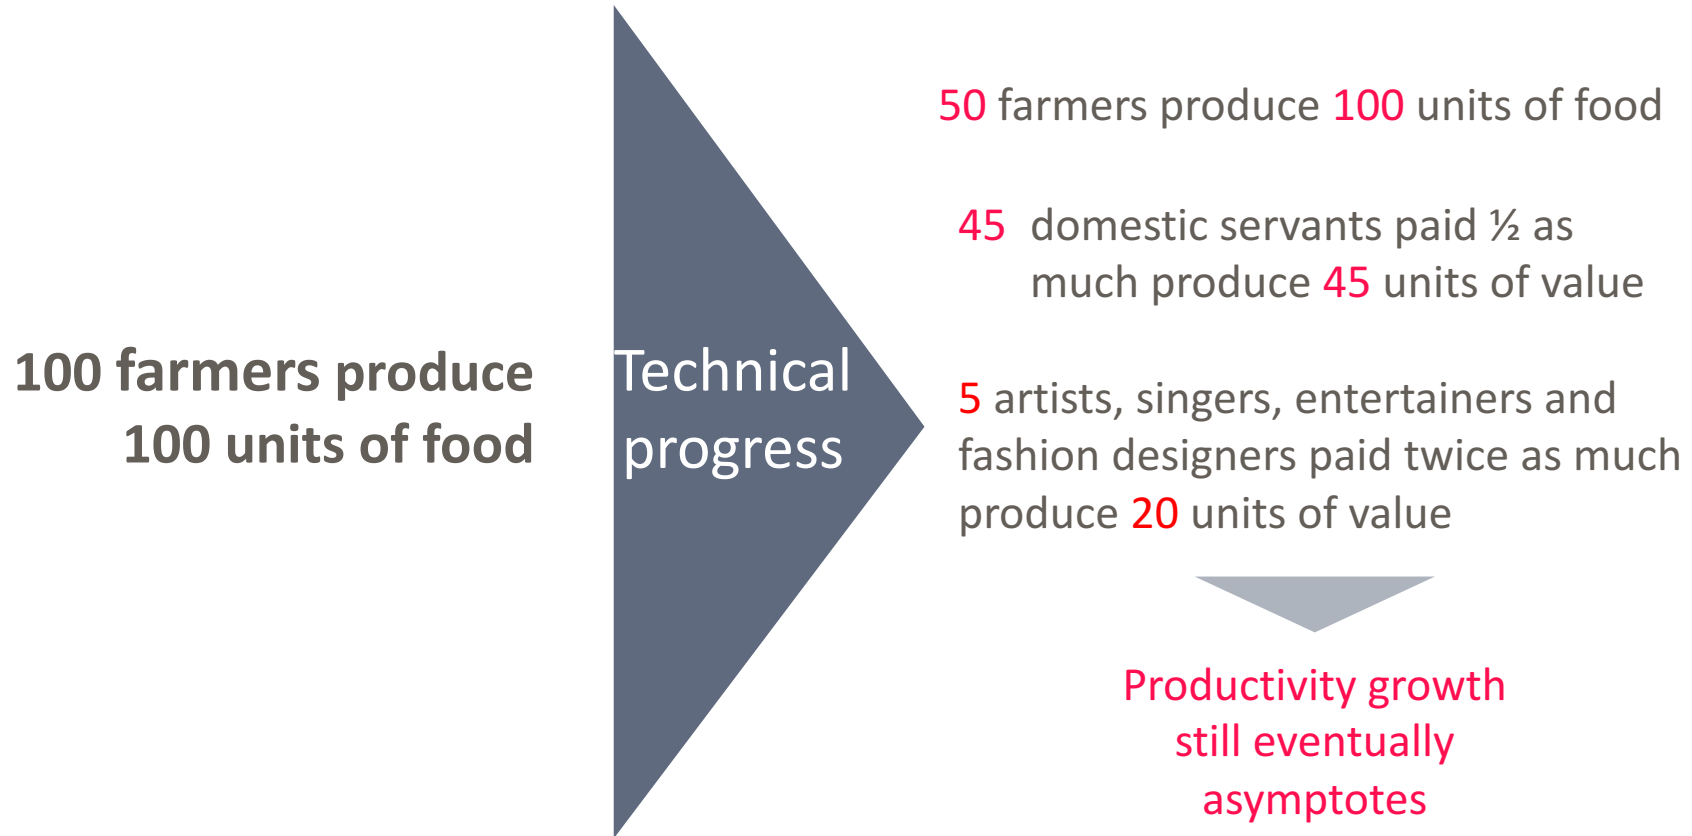 100 farmers produce
100 units of food
Technical
progress
50 farmers produce 100 units of food
45 domestic servants paid ½ as
much produce 45 units of value
5 artists, singers, entertainers and
fashion designers paid twice as much
produce 20 units of value
Productivity growth
still eventually
asymptotes